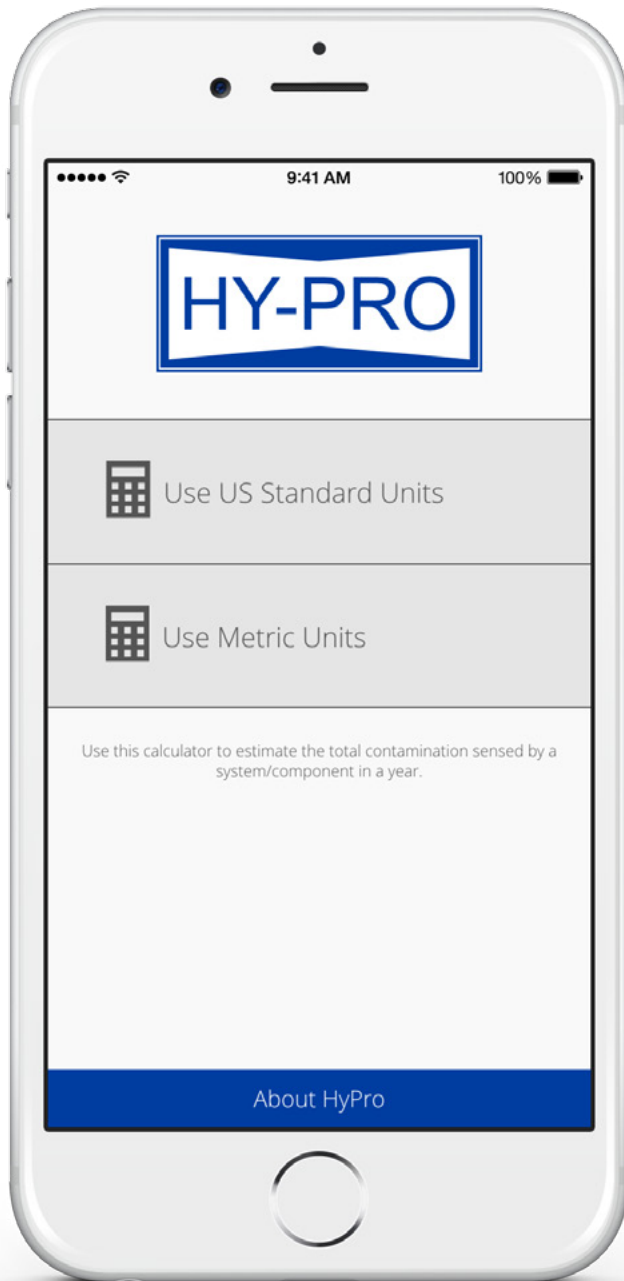 9:41 AM 100%
HY-PRO
Use US Standard Units
Use Metric Units
Use this calculator to estimate the total contamination sensed by a
system/component in a year.
About HyPro